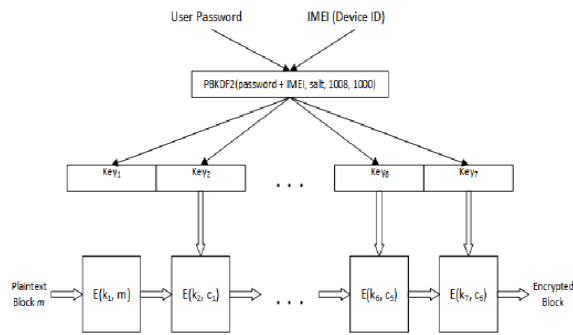 User Password
IMEI (Device ID)
PBKDF2(password + IMEI, salt, 1008, 1000)
Key1
Key2
. . .
Key6
Key7
Plaintext
Block m
E(k1, m)
E(k2, c1)
. . .
E(k6, c5)
E(k7, c6)
Encrypted
Block